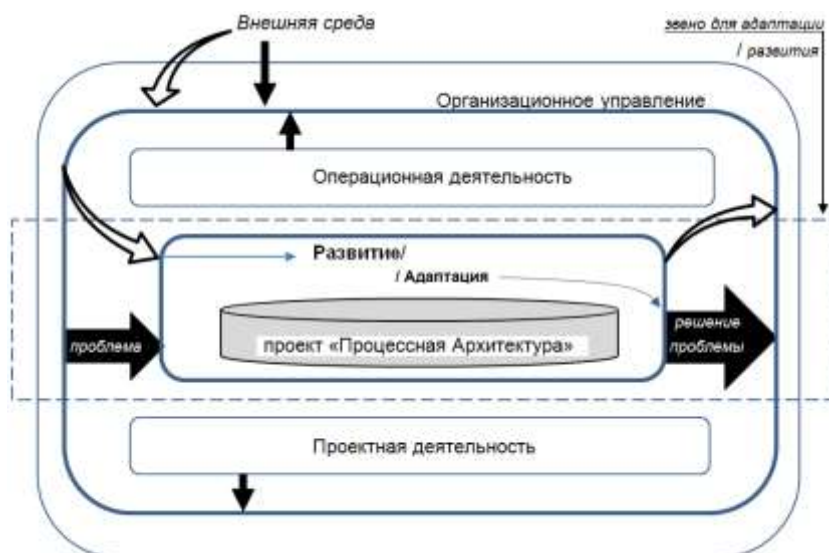 Внешняя среда
звено для адаптации
/ развития
Организационное управление
Операционная деятельность
Развитие/
/ Адаптация
проблема
решение
проблемы
проект «Процессная Архитектура»
Проектная деятельность